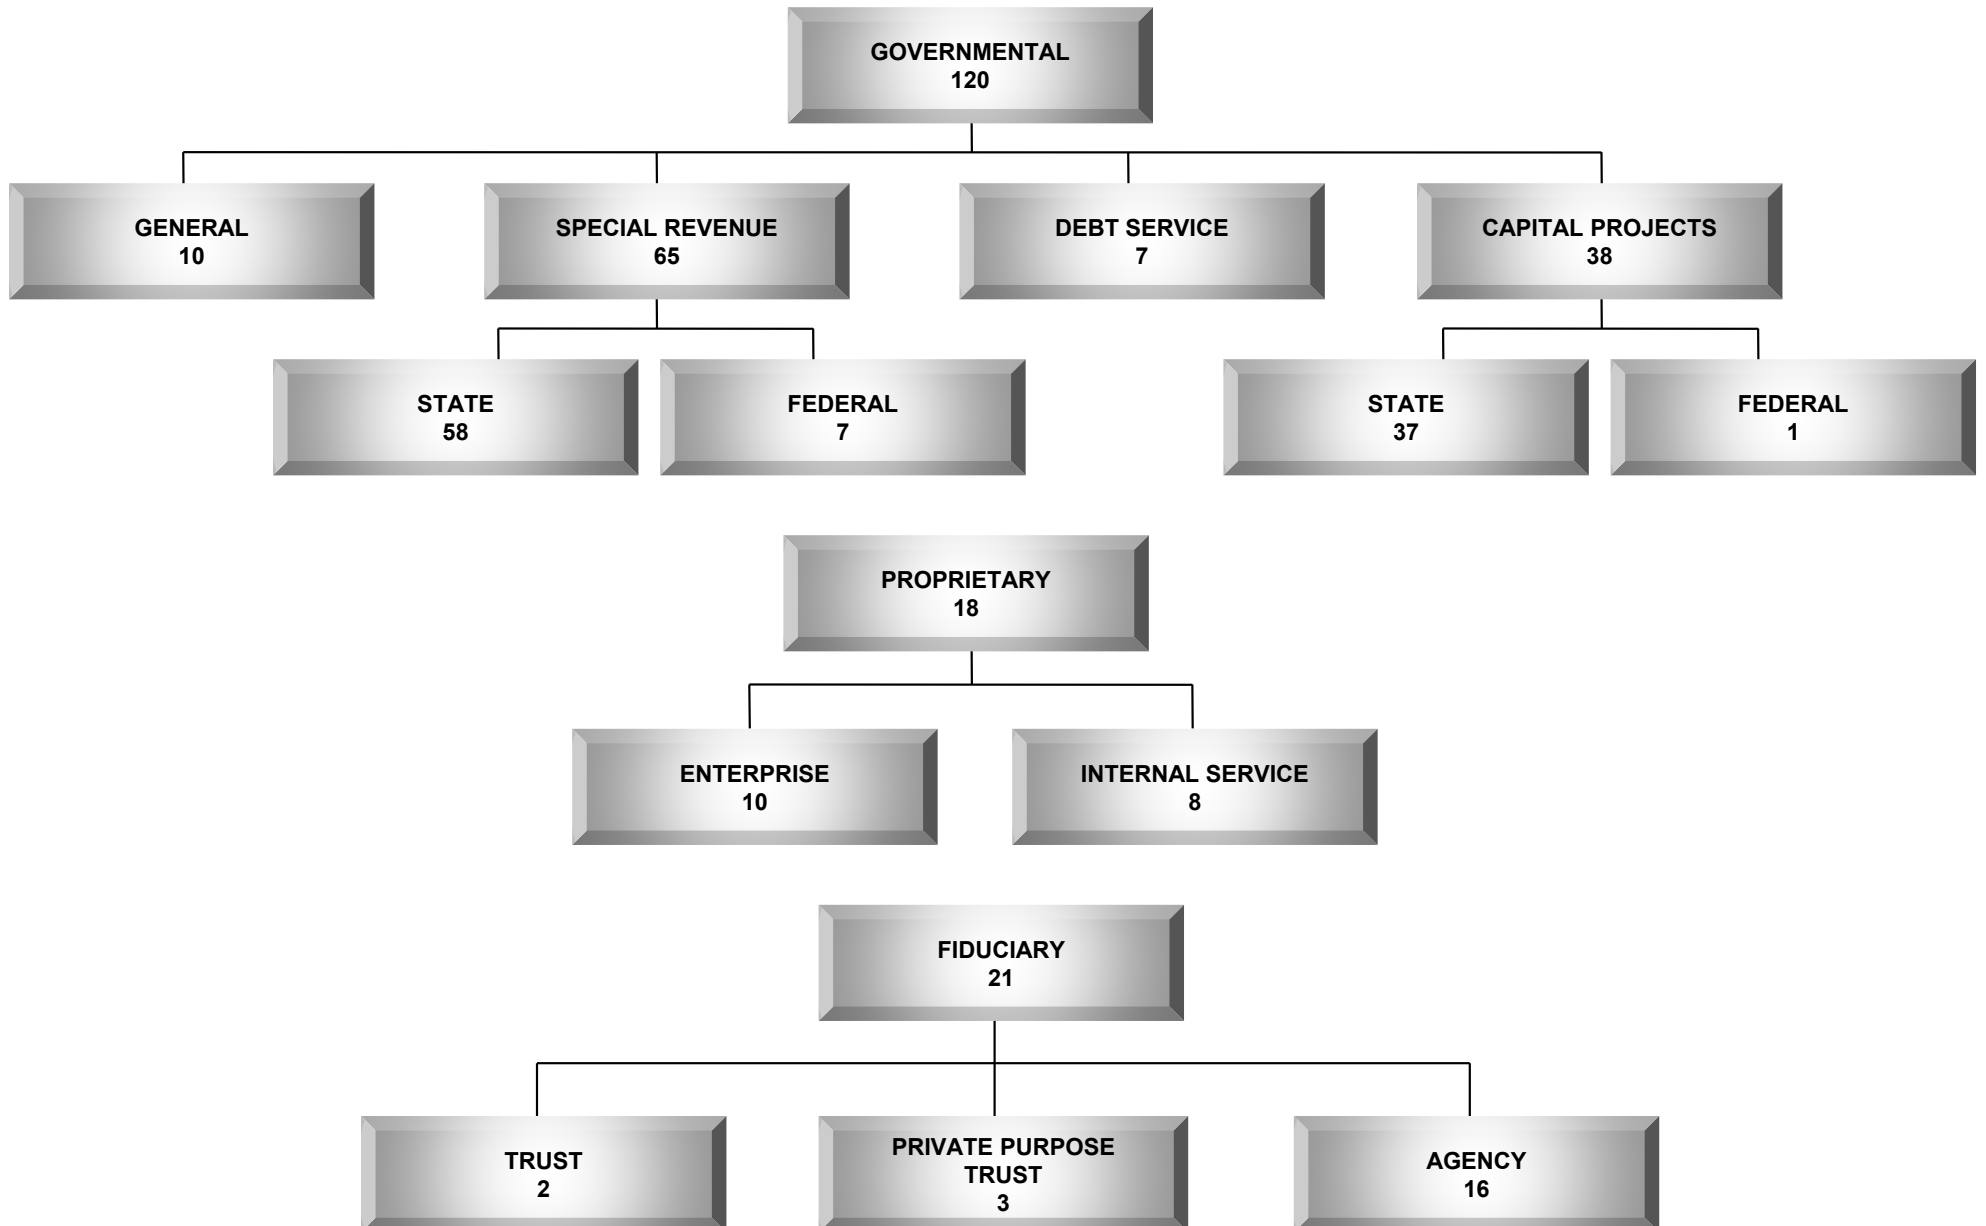 GOVERNMENTAL
120
GENERAL
10
SPECIAL REVENUE
65
DEBT SERVICE
7
CAPITAL PROJECTS
38
STATE
58
FEDERAL
7
STATE
37
FEDERAL
1
PROPRIETARY
18
ENTERPRISE
10
INTERNAL SERVICE
8
FIDUCIARY
21
TRUST
2
PRIVATE PURPOSE
TRUST
3
AGENCY
16